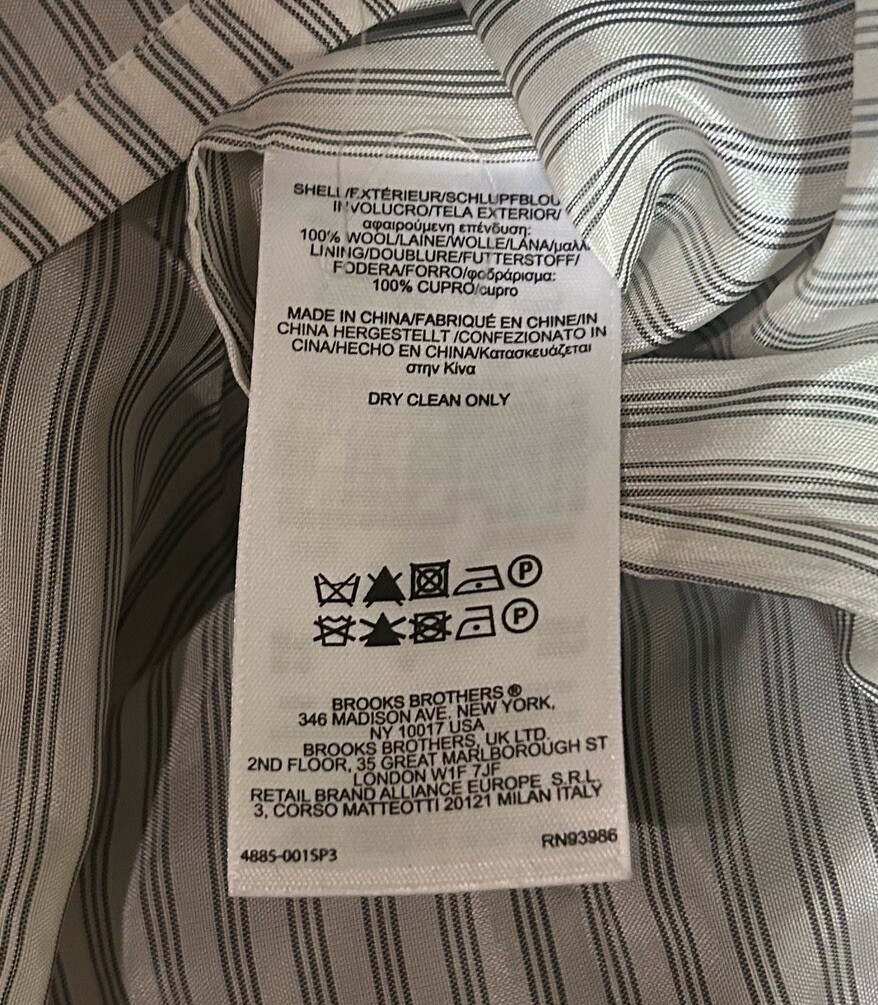 SHELL/EXTÉRIEUR/SCHLUPFBLOU
INVOLUCRO/TELA EXTERIOR/
αφαιρούμενη επένδυση:
100% WOOL/LAINE/WOLLE/LANA/μαλλ
LINING/DOUBLURE/FUTTERSTOFF/
FODERA/FORRO/φοδράρισμα:
100% CUPRO/cupro
MADE IN CHINA/FABRIQUÉ EN CHINE/IN
CHINA HERGESTELLT /CONFEZIONATO IN
CINA/HECHO EN CHINA/Κατασκευάζεται
στην Κίνα
DRY CLEAN ONLY
P
P
BROOKS BROTHERS ®
346 MADISON AVE, NEW YORK,
NY 10017 USA
BROOKS BROTHERS, UK LTD.
2ND FLOOR, 35 GREAT MARLBOROUGH ST
LONDON W1F 7JF
RETAIL BRAND ALLIANCE EUROPE S.R.L.
3, CORSO MATTEOTTI 20121 MILAN ITALY
4885-001SP3 RN93986